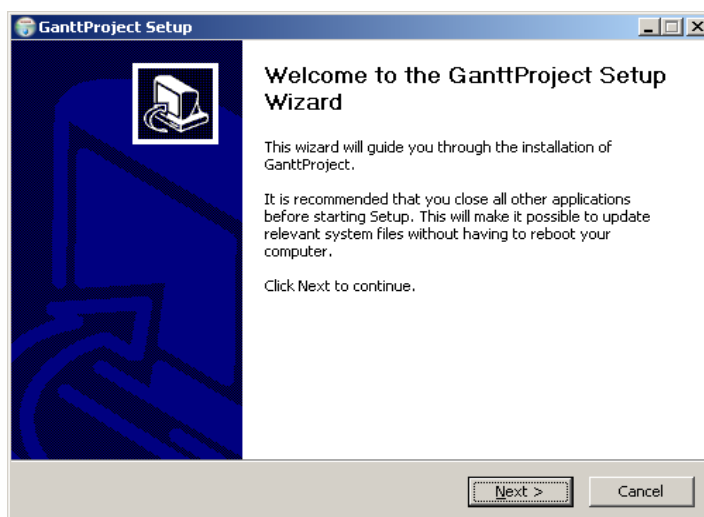 GanttProject Setup
Welcome to the GanttProject Setup
Wizard
This wizard will guide you through the installation of
GanttProject.
It is recommended that you close all other applications
before starting Setup. This will make it possible to update
relevant system files without having to reboot your
computer.
Click Next to continue.
Next >
Cancel